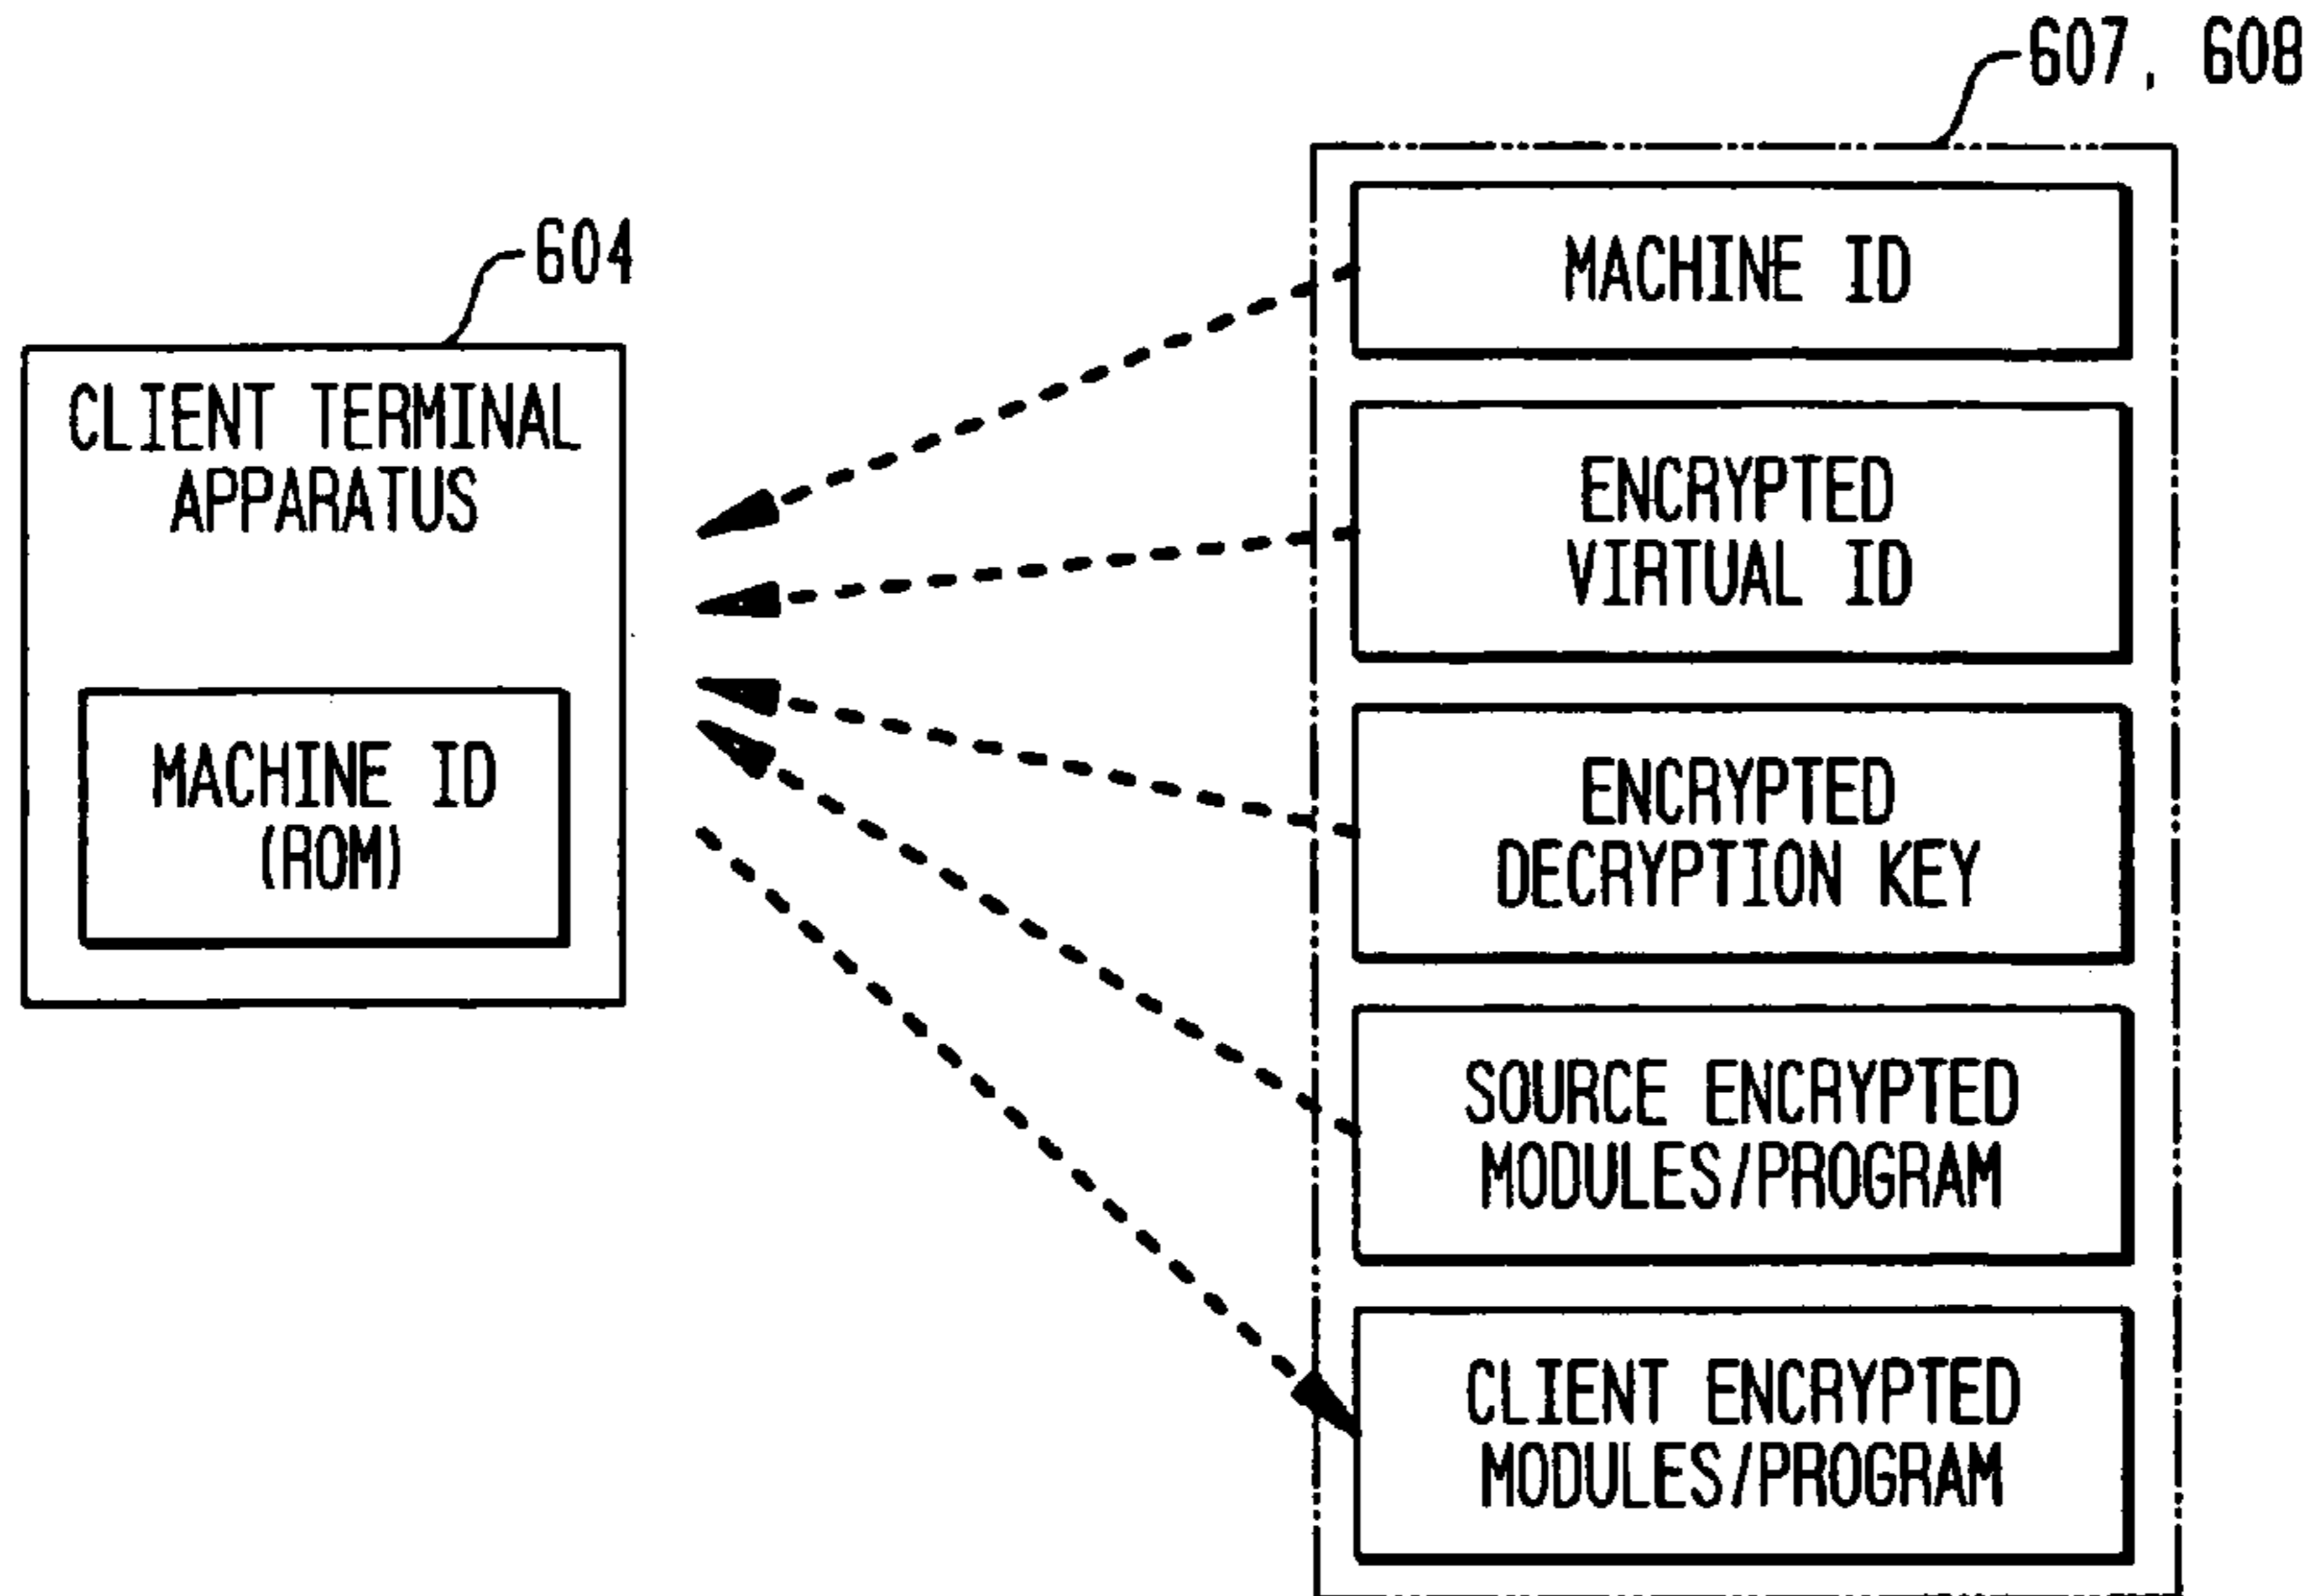 607, 608
604
CLIENT TERMINAL
APPARATUS
MACHINE ID
(ROM)
MACHINE ID
ENCRYPTED
VIRTUAL ID
ENCRYPTED
DECRYPTION KEY
SOURCE ENCRYPTED
MODULES/PROGRAM
CLIENT ENCRYPTED
MODULES/PROGRAM